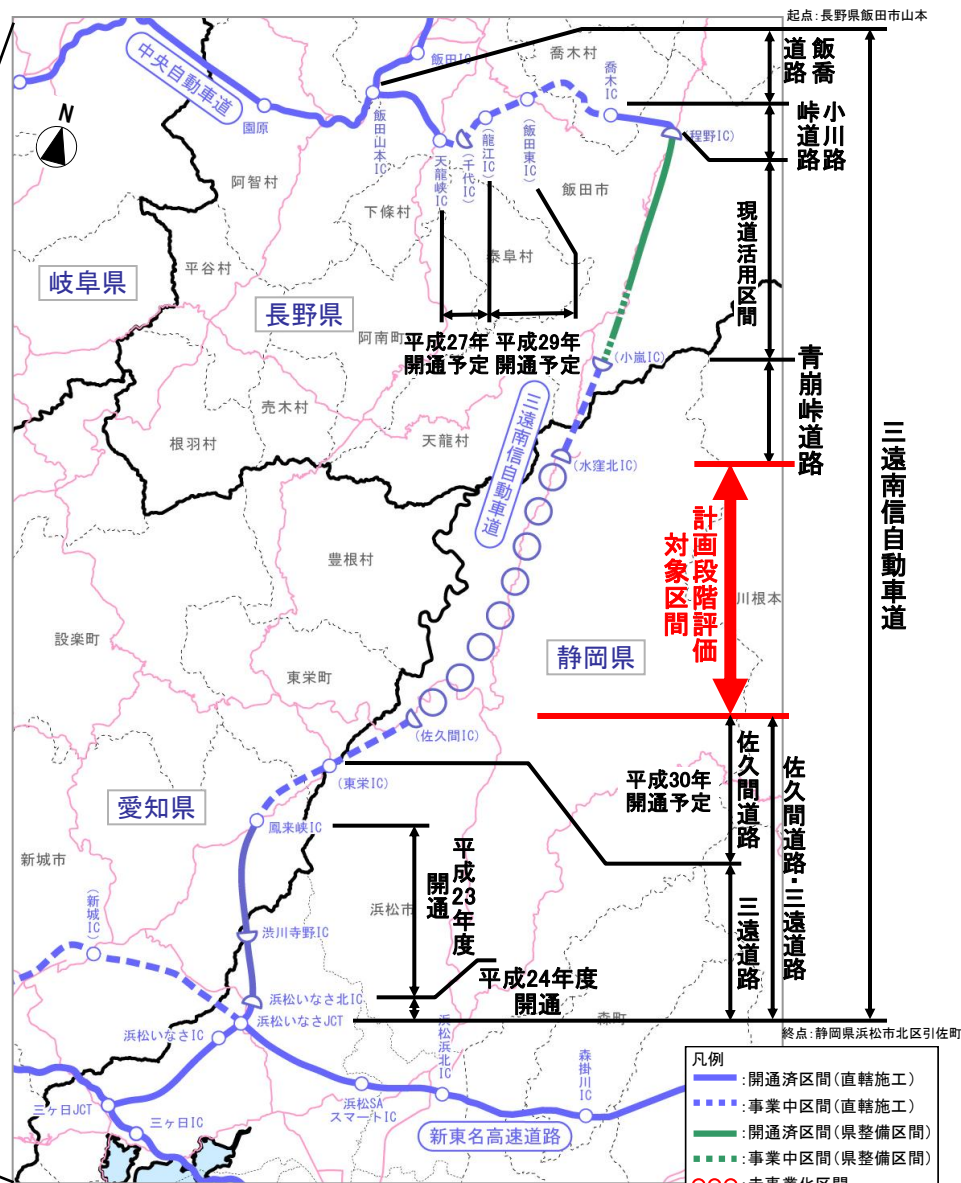 起点:長野県飯田市山本
飯喬
道路
小川路
峠道路
現道活用区間
青崩峠道路
三遠南信自動車道
計画段階評価
対象区間
佐久間道路
佐久間道路・三遠道路
三遠道路
終点:静岡県浜松市北区引佐町
中央自動車道
飯田IC
園原
飯田山本IC
天龍峡IC
(千代IC)
(龍江IC)
(飯田東IC)
喬木IC
(程野IC)
喬木村
N
阿智村
下條村
飯田市
泰阜村
平谷村
岐阜県
長野県
阿南町
平成27年
開通予定
平成29年
開通予定
(小嵐IC)
売木村
根羽村
天龍村
三遠南信自動車道
(水窪北IC)
豊根村
川根本
設楽町
静岡県
東栄町
(佐久間IC)
(東栄IC)
平成30年
開通予定
愛知県
鳳来峡IC
新城市
平成23年度
開通
浜松市
(新城IC)
渋川寺野IC
平成24年度
開通
浜松いなさ北IC
浜松いなさJCT
浜松いなさIC
森町
浜松浜北IC
森掛川IC
三ヶ日JCT
三ヶ日IC
浜松SA
スマートIC
新東名高速道路
凡例
:開通済区間(直轄施工)
:事業中区間(直轄施工)
:開通済区間(県整備区間)
:事業中区間(県整備区間)
:未事業化区間